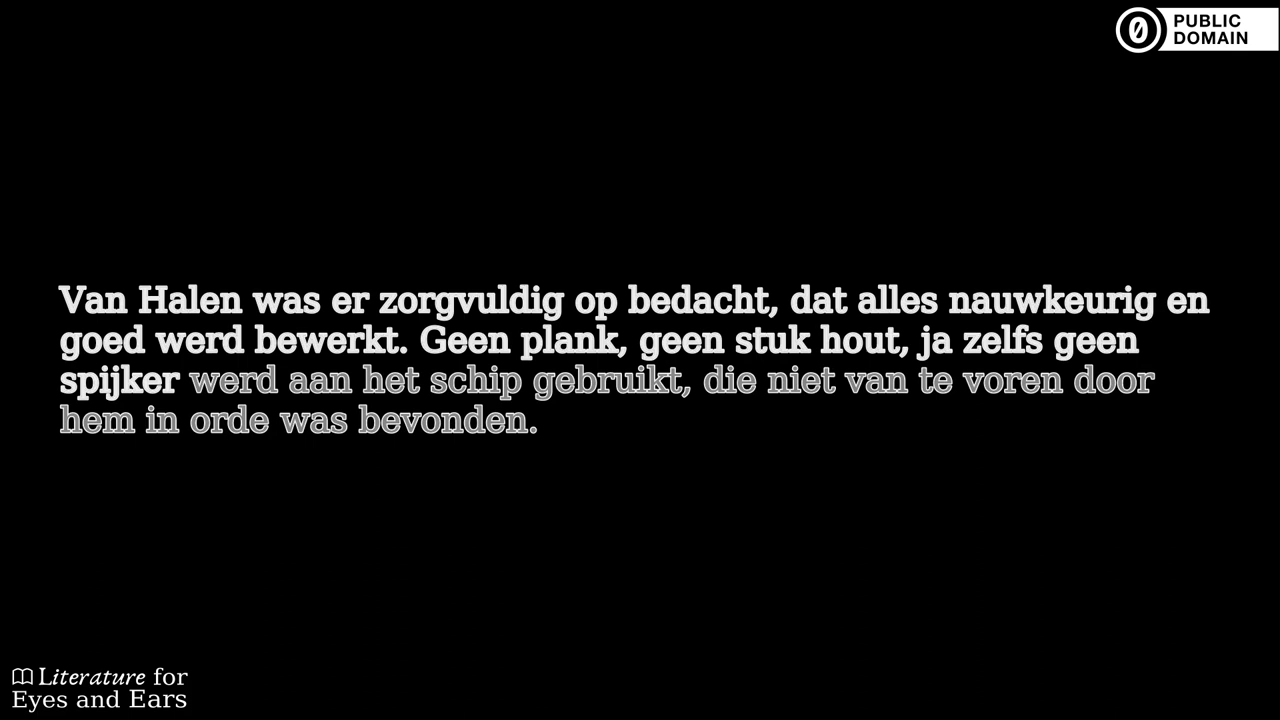 PUBLIC
DOMAIN
Van Halen was er zorgvuldig op bedacht, dat alles nauwkeurig en
goed werd bewerkt. Geen plank, geen stuk hout, ja zelfs geen
spijker werd aan het schip gebruikt, die niet van te voren door
hem in orde was bevonden.
Literature for
Eyes and Ears